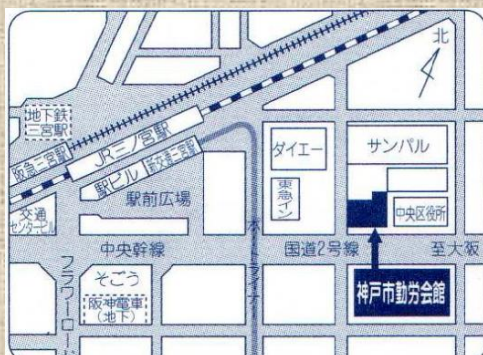 北
地下鉄
三宮駅
阪急三宮駅
JR三ノ宮駅
駅ビル
新交通三宮駅
ダイエー
サンパル
東急イン
駅前広場
中央区役所
交通
センタービル
中央幹線
国道2号線
至大阪
ポートライナー
フラワーロード
そごう
阪神電車
(地下)
神戸市勤労会館